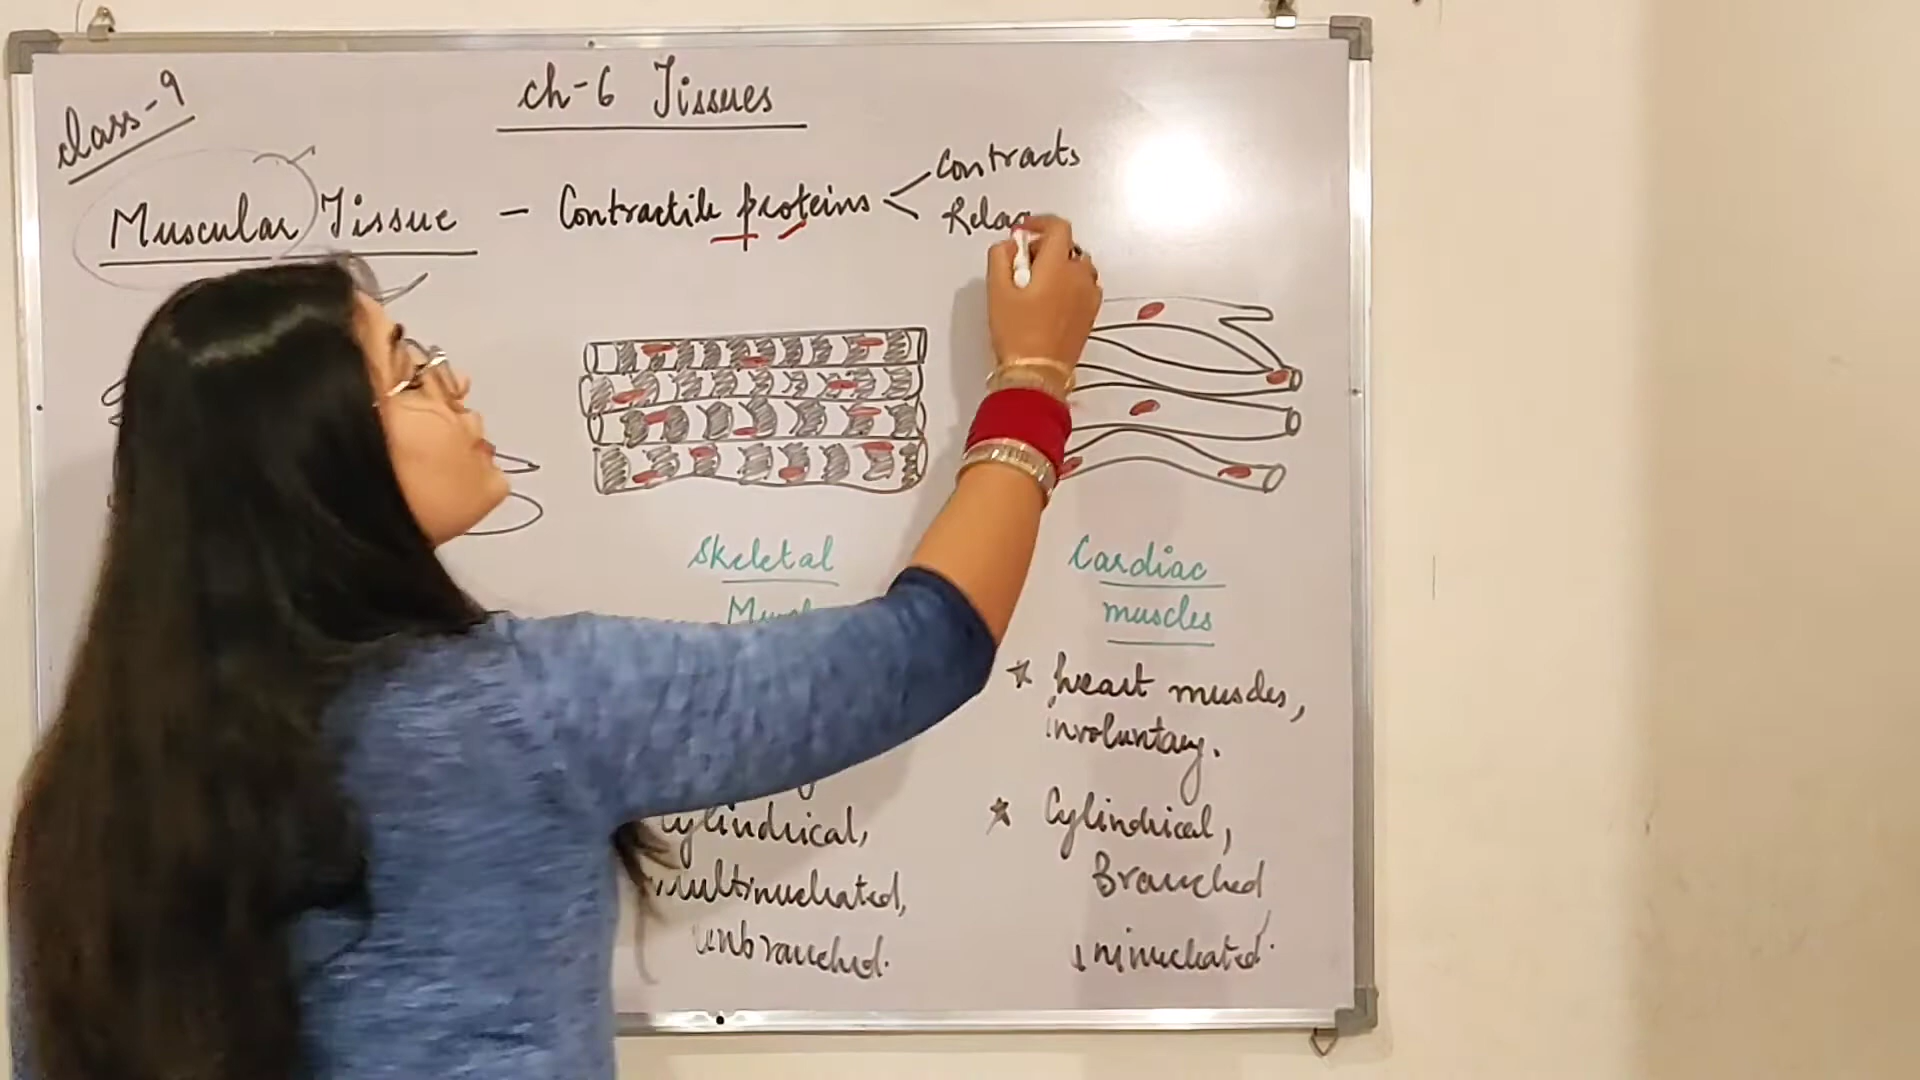 Class-9
ch-6 Tissues
Muscular Tissue - Contractile proteins
Contracts
Skeletal
Cardiac
muscles
* heart muscles,
involuntary.
* Cylindrical,
Branched
Cylindrical,
multinucleated,
unbranched.